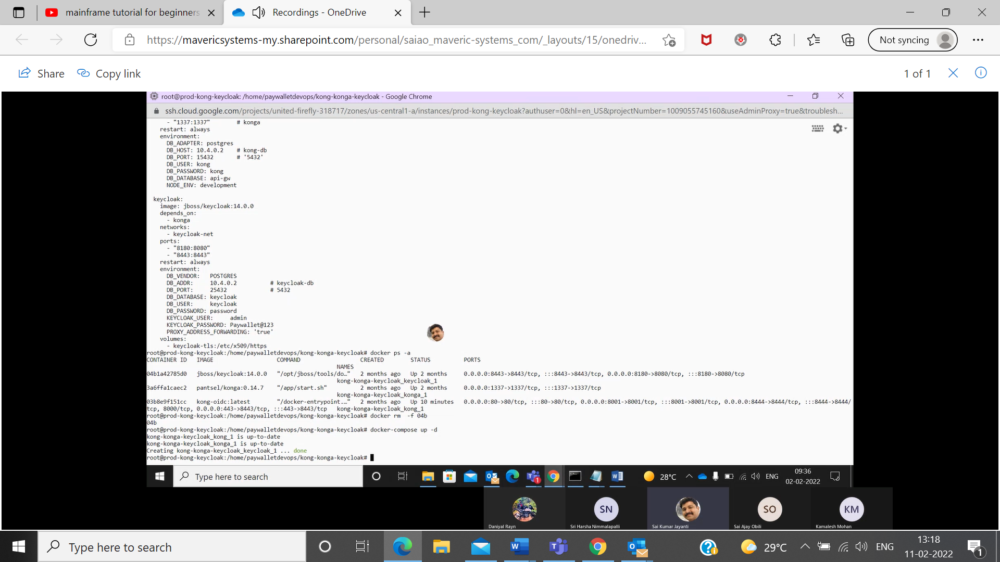 mainframe tutorial for beginners
Recordings - OneDrive
https://mavericsystems-my.sharepoint.com/personal/saiao_maveric-systems_com/_layouts/15/onedriv...
Not syncing
Share
Copy link
1 of 1
root@prod-kong-keycloak: /home/paywalletdevops/kong-konga-keycloak - Google Chrome
ssh.cloud.google.com/projects/united-firefly-318717/zones/us-central1-a/instances/prod-kong-keycloak?authuser=0&hl=en_US&projectNumber=1009055745160&useAdminProxy=true&troublesh...
- "1337:1337" # konga
restart: always
environment:
DB_ADAPTER: postgres
DB_HOST: 10.4.0.2 # kong-db
DB_PORT: 15432 # '5432'
DB_USER: kong
DB_PASSWORD: kong
DB_DATABASE: api-gw
NODE_ENV: development
keycloak:
image: jboss/keycloak:14.0.0
depends_on:
- konga
networks:
- keycloak-net
ports:
- "8180:8080"
- "8443:8443"
restart: always
environment:
DB_VENDOR: POSTGRES
DB_ADDR: 10.4.0.2 # keycloak-db
DB_PORT: 25432 # 5432
DB_DATABASE: keycloak
DB_USER: keycloak
DB_PASSWORD: password
KEYCLOAK_USER: admin
KEYCLOAK_PASSWORD: Paywallet@123
PROXY_ADDRESS_FORWARDING: 'true'
volumes:
- keycloak-tls:/etc/x509/https
root@prod-kong-keycloak:/home/paywalletdevops/kong-konga-keycloak# docker ps -a
CONTAINER ID IMAGE COMMAND CREATED STATUS PORTS
NAMES
04b1a42785d0 jboss/keycloak:14.0.0 "/opt/jboss/tools/do…" 2 months ago Up 2 months 0.0.0.0:8443->8443/tcp, :::8443->8443/tcp, 0.0.0.0:8180->8080/tcp, :::8180->8080/tcp
kong-konga-keycloak_keycloak_1
3a6ffa1caec2 pantsel/konga:0.14.7 "/app/start.sh" 2 months ago Up 2 months 0.0.0.0:1337->1337/tcp, :::1337->1337/tcp
kong-konga-keycloak_konga_1
03b8e9f151cc kong-oidc:latest "/docker-entrypoint.…" 2 months ago Up 10 minutes 0.0.0.0:80->80/tcp, :::80->80/tcp, 0.0.0.0:8001->8001/tcp, :::8001->8001/tcp, 0.0.0.0:8444->8444/tcp, :::8444->8444/
tcp, 8000/tcp, 0.0.0.0:443->8443/tcp, :::443->8443/tcp kong-konga-keycloak_kong_1
root@prod-kong-keycloak:/home/paywalletdevops/kong-konga-keycloak# docker rm -f 04b
04b
root@prod-kong-keycloak:/home/paywalletdevops/kong-konga-keycloak# docker-compose up -d
kong-konga-keycloak_kong_1 is up-to-date
kong-konga-keycloak_konga_1 is up-to-date
Creating kong-konga-keycloak_keycloak_1 ... done
root@prod-kong-keycloak:/home/paywalletdevops/kong-konga-keycloak#
Type here to search
28°C
ENG
09:36
02-02-2022
SN
SO
KM
Daniyal Rayn
Sri Harsha Nimmalapalli
Sai Kumar Jayanti
Sai Ajay Obili
Kamalesh Mohan
Type here to search
29°C
ENG
13:18
11-02-2022
1